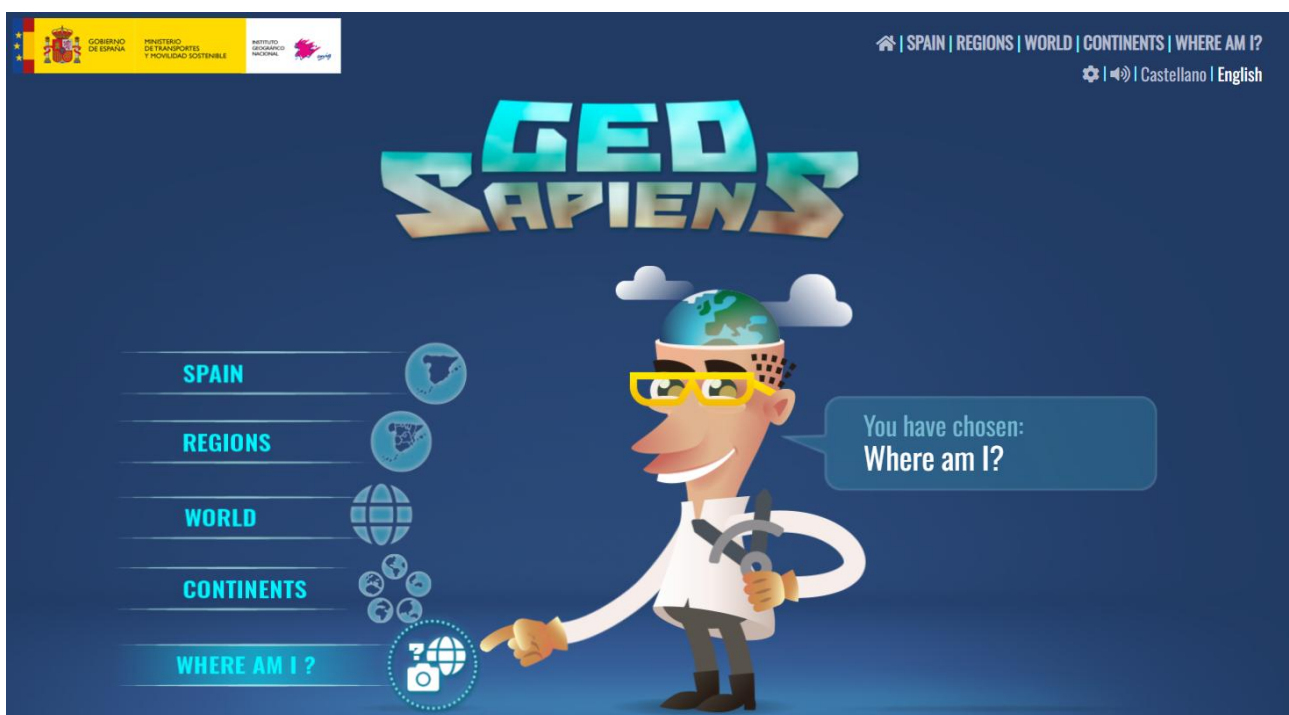 GOBIERNO
DE ESPAÑA
MINISTERIO
DE TRANSPORTES
Y MOVILIDAD SOSTENIBLE
INSTITUTO
GEOGRÁFICO
NACIONAL
| SPAIN | REGIONS | WORLD | CONTINENTS | WHERE AM I?
| | Castellano | English
GEO
SAPIENS
SPAIN
REGIONS
WORLD
CONTINENTS
WHERE AM I ?
You have chosen:
Where am I?
?